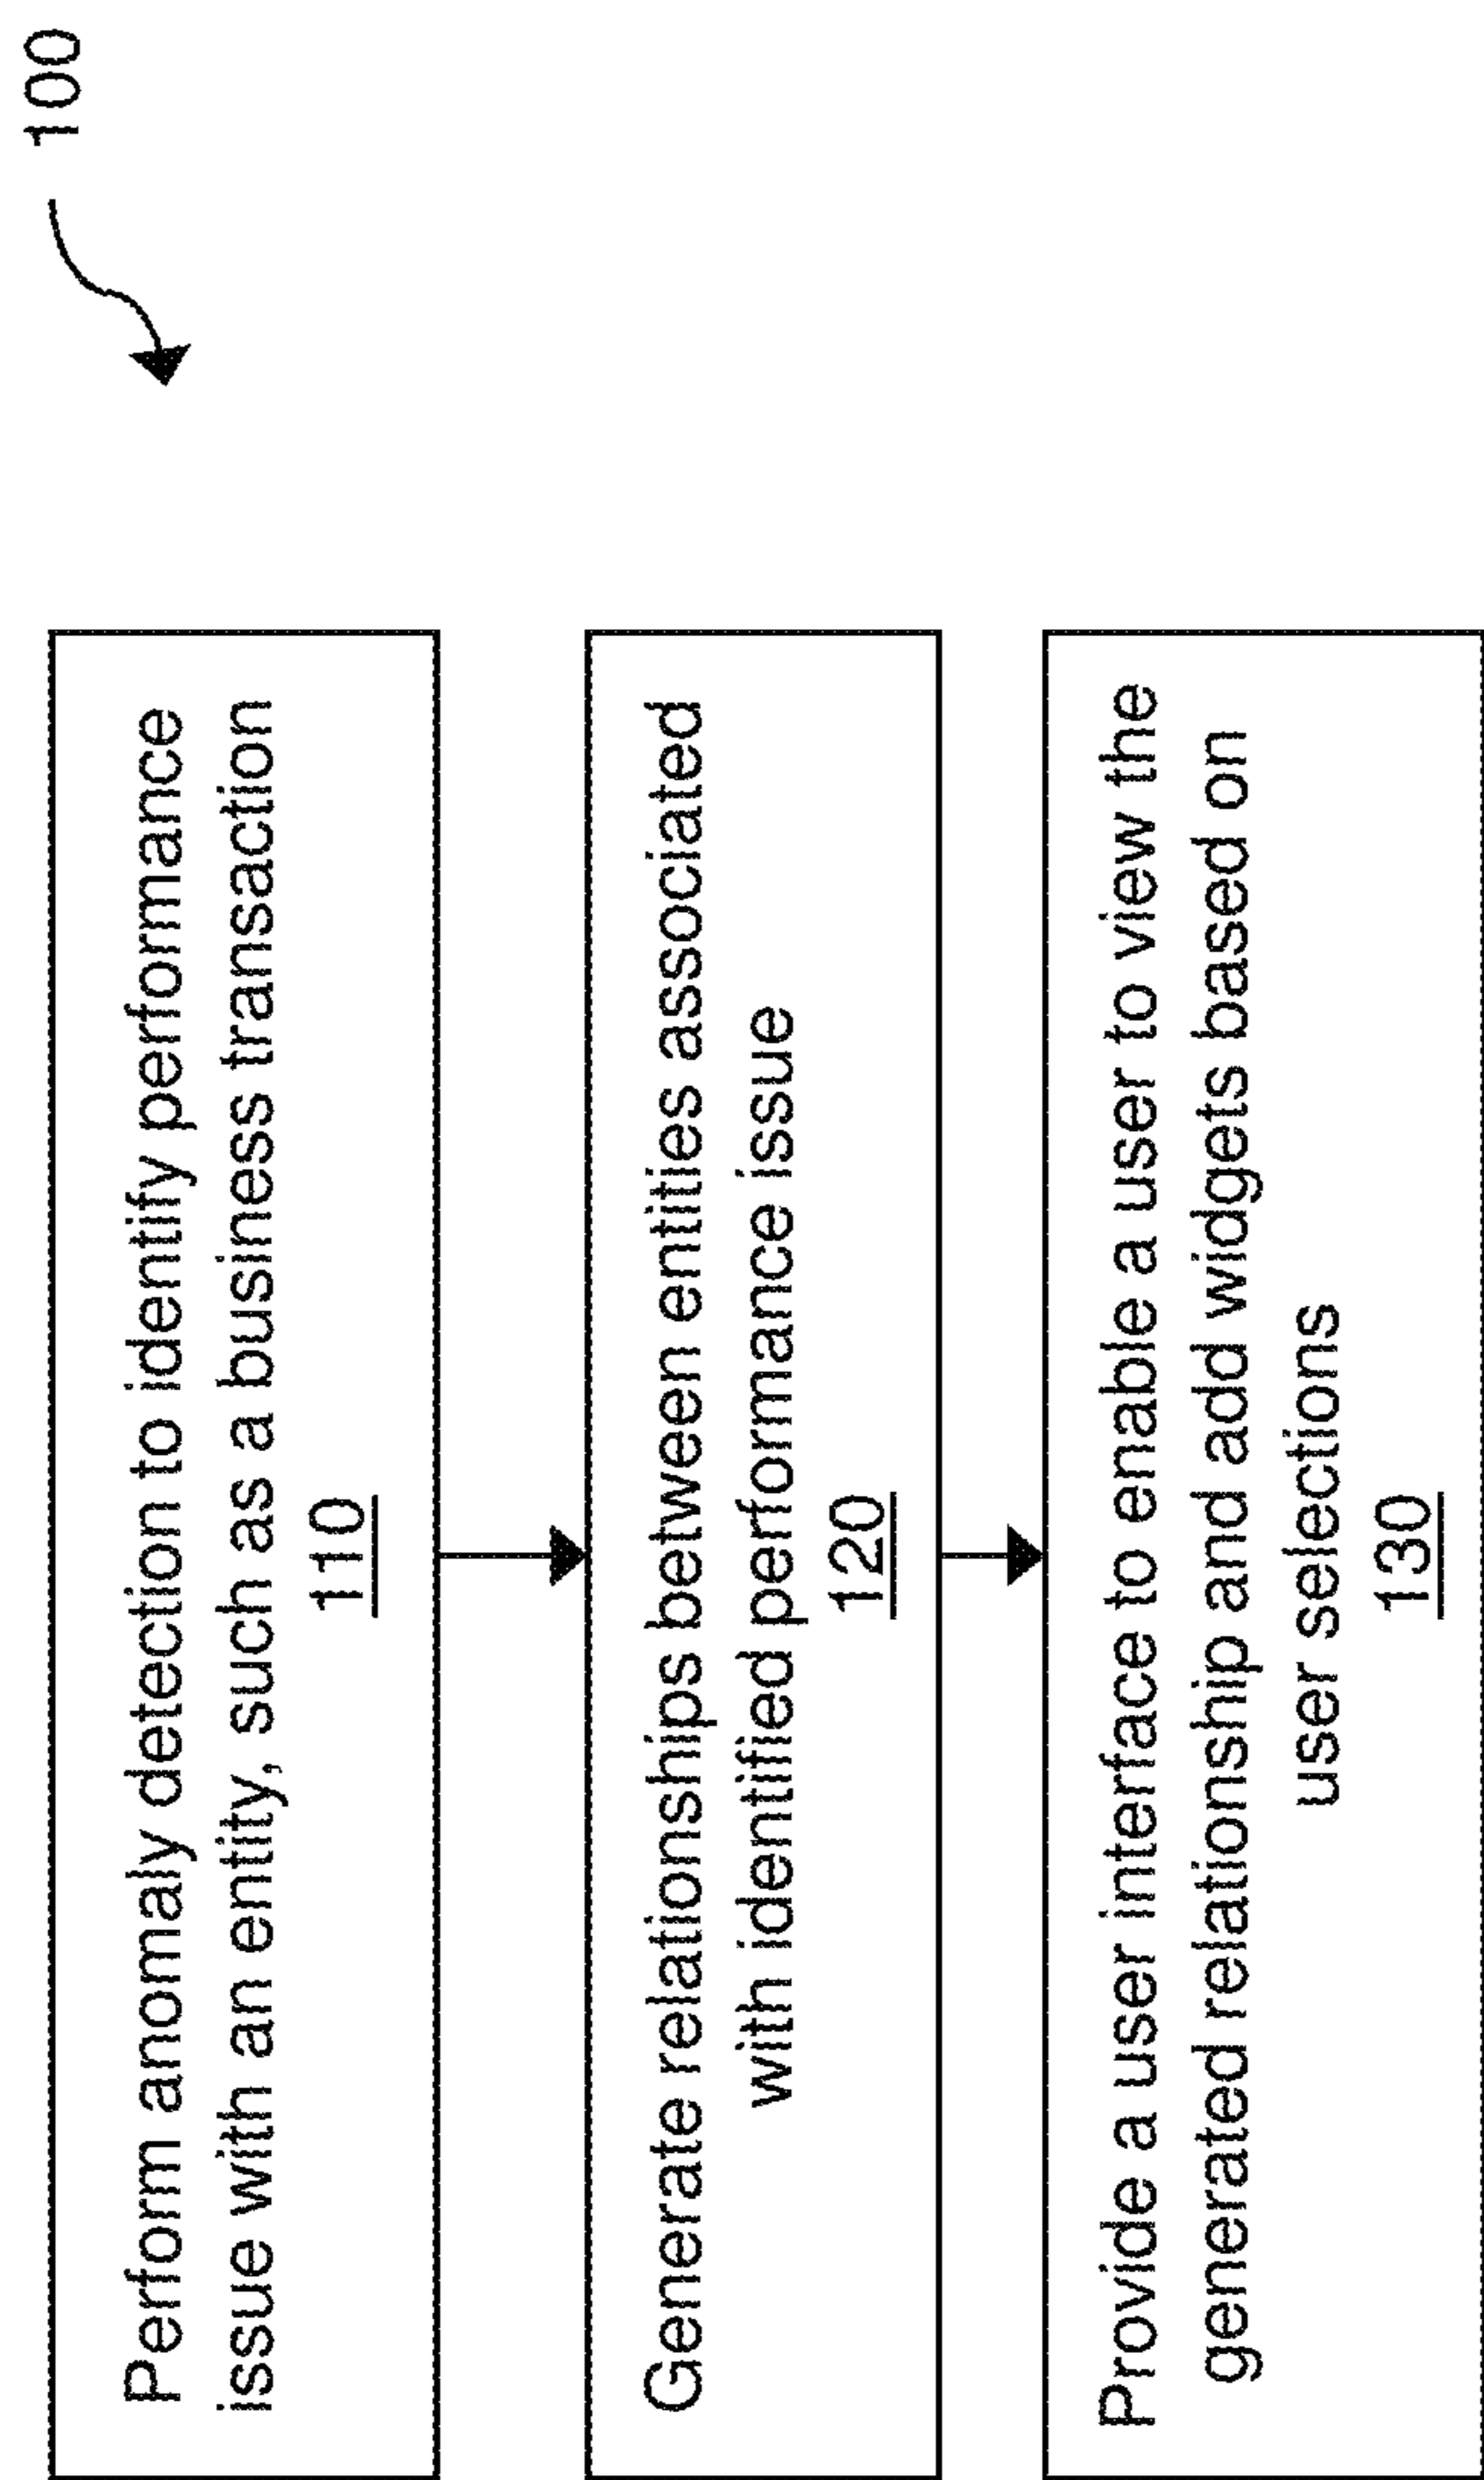 100
Perform anomaly detection to identify performance
issue with an entity, such as a business transaction
110
Generate relationships between entities associated
with identified performance issue
120
Provide a user interface to enable a user to view the
generated relationship and add widgets based on
user selections
130